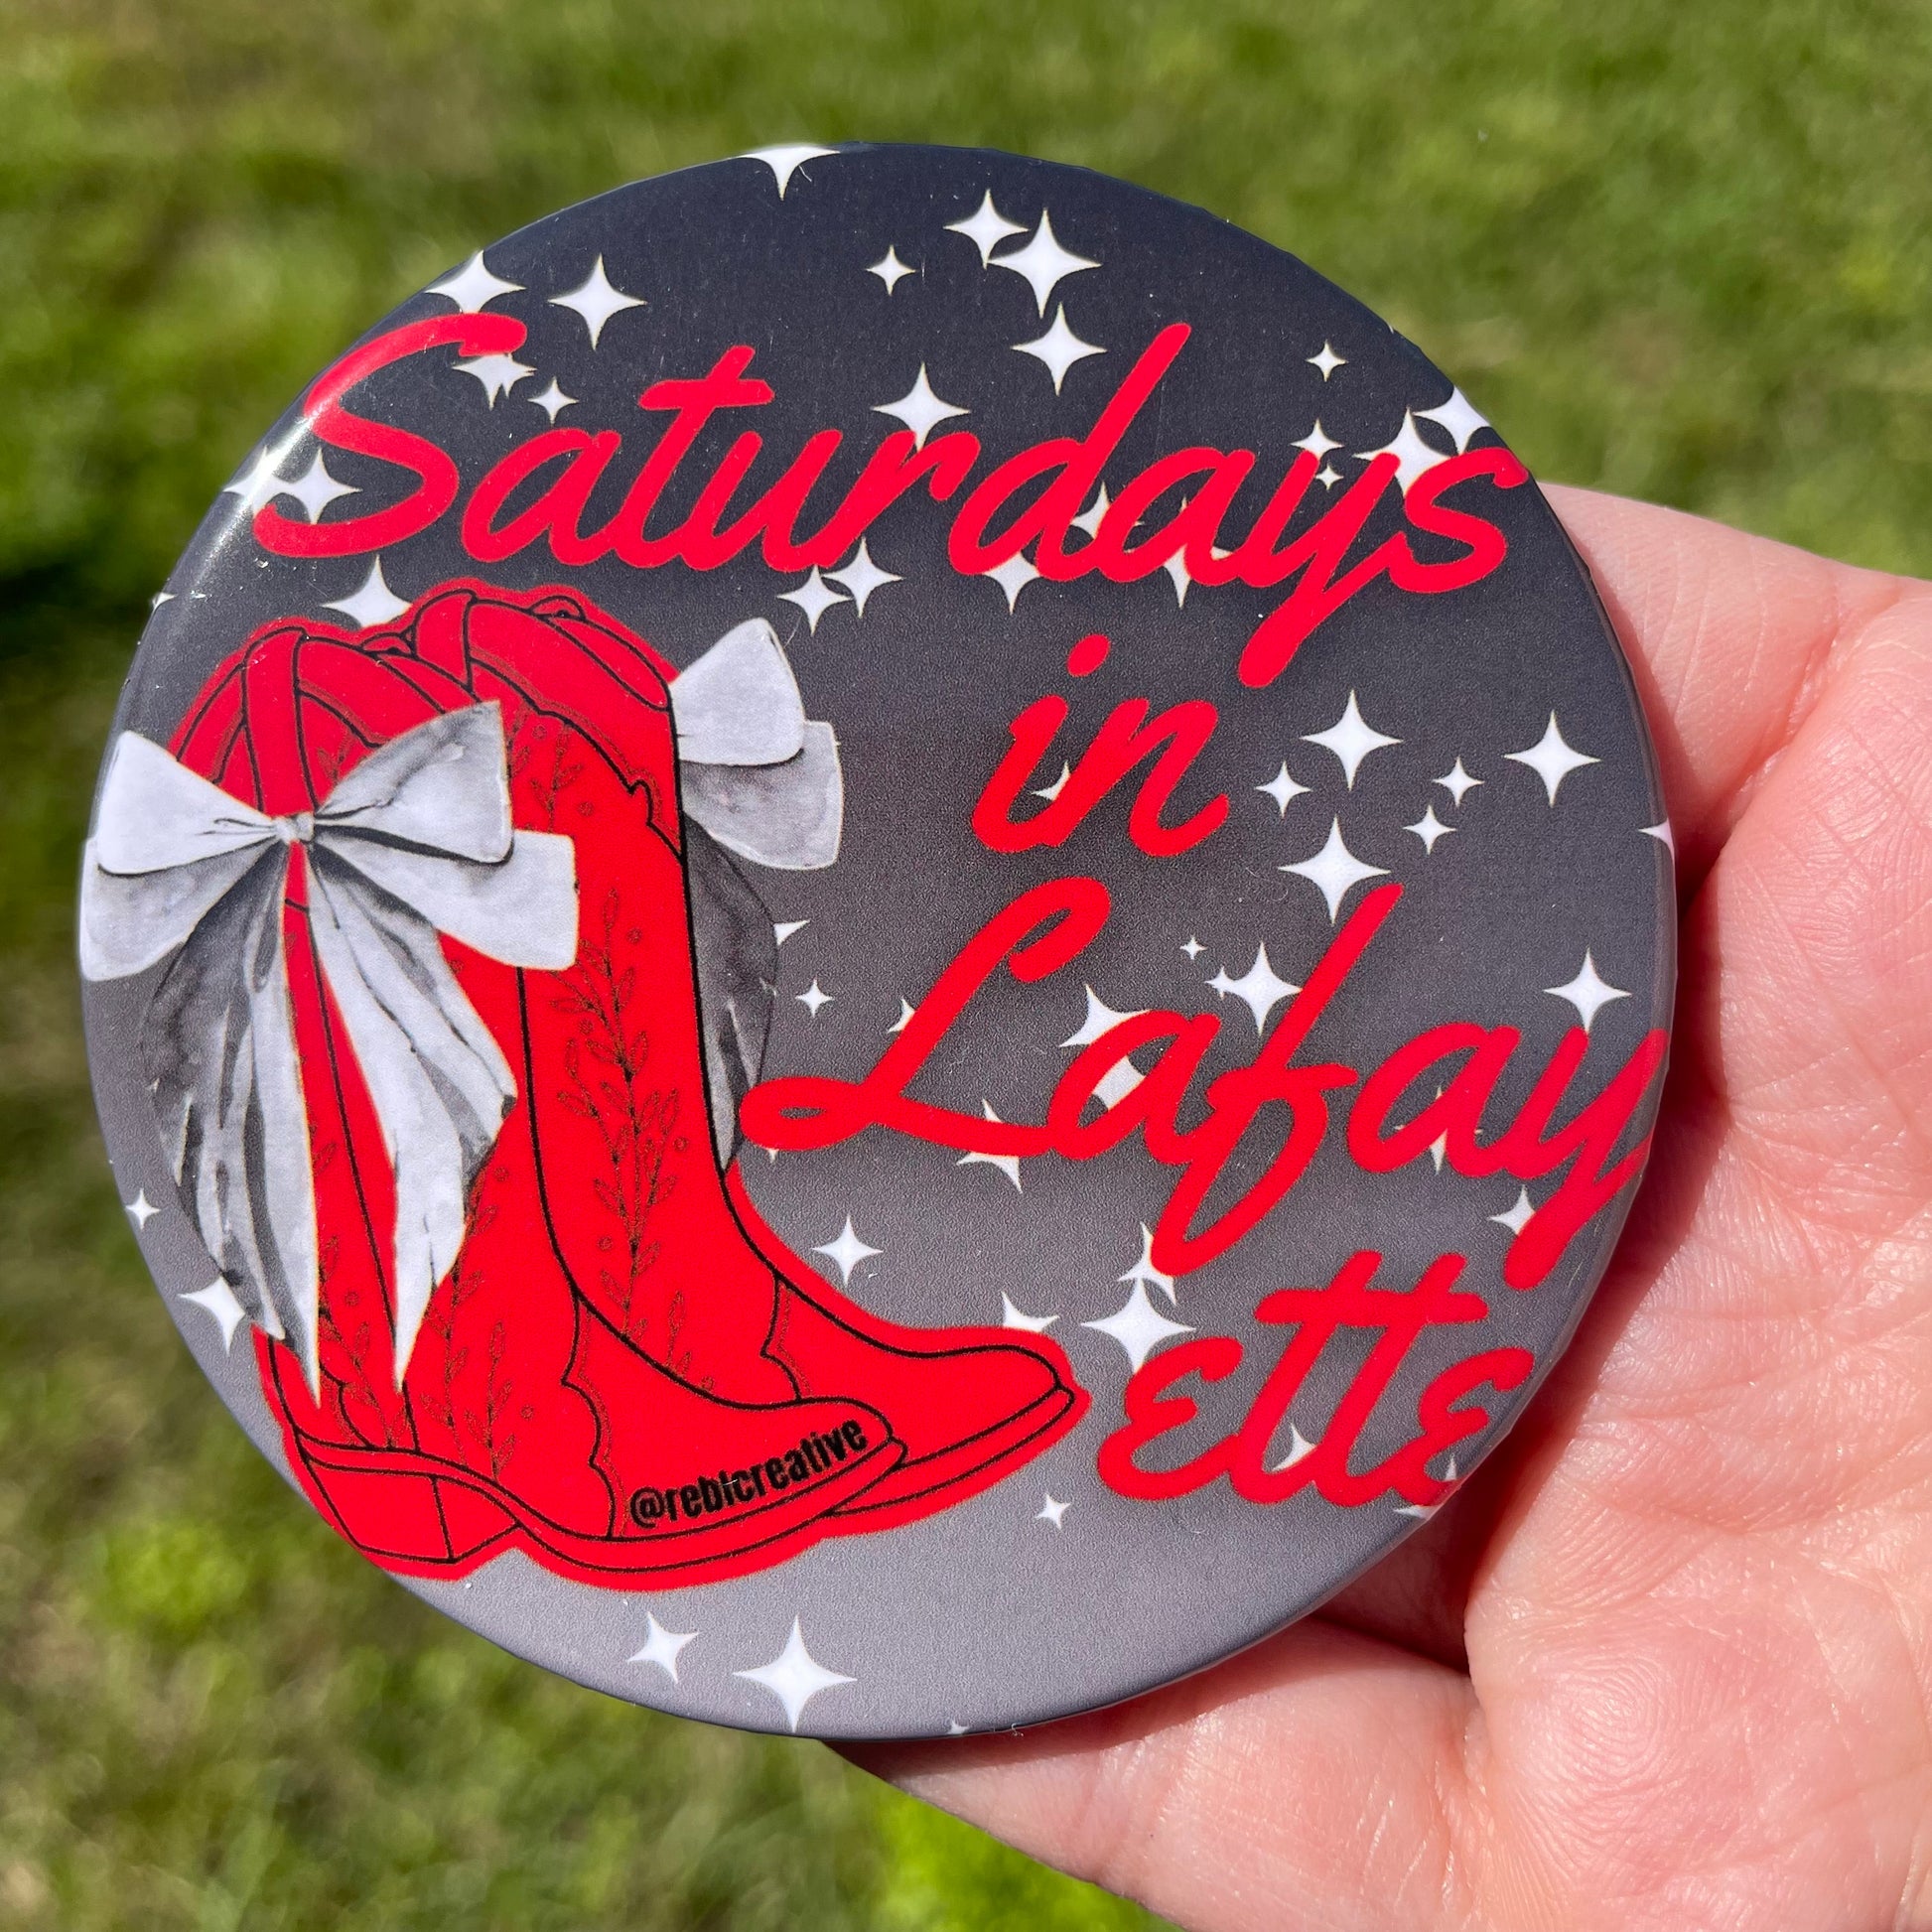 Saturdays
in
Lafay
ette
@rebicreative